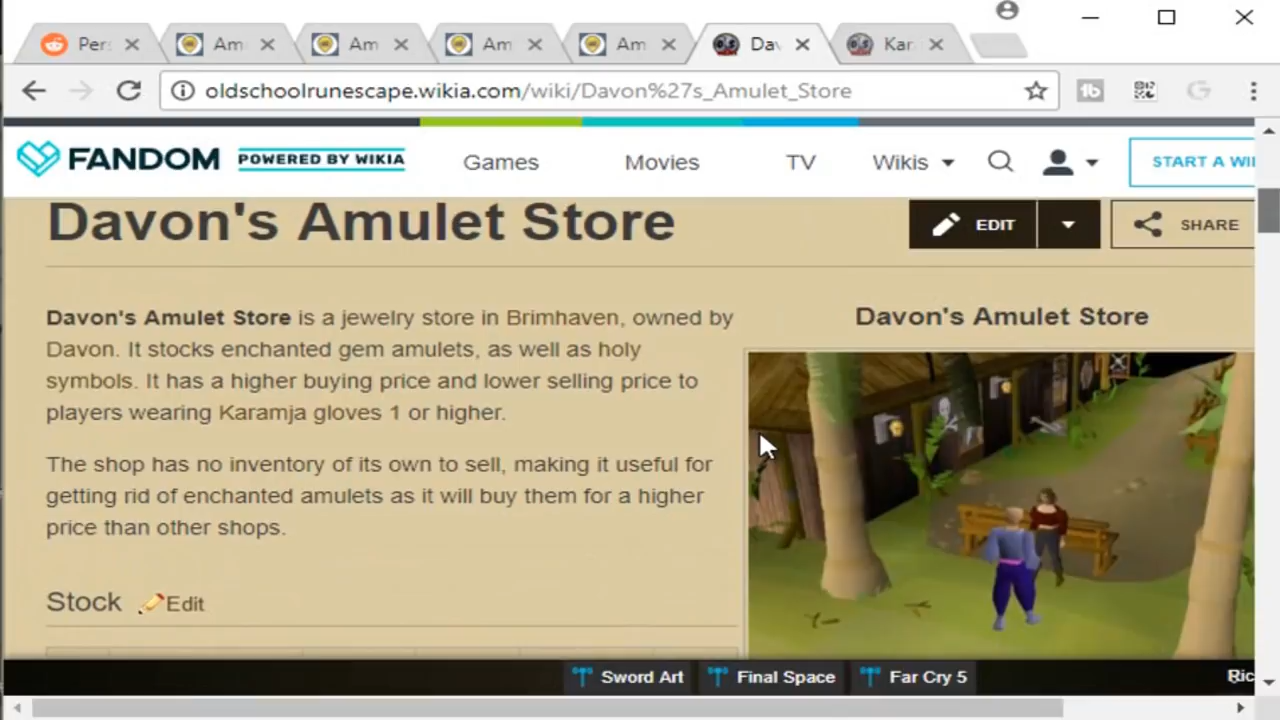 Per
Am
Am
Am
Am
Dav
Kar
oldschoolrunescape.wikia.com/wiki/Davon%27s_Amulet_Store
FANDOM POWERED BY WIKIA Games Movies TV Wikis START A WI
Davon's Amulet Store
EDIT
SHARE
Davon's Amulet Store is a jewelry store in Brimhaven, owned by
Davon. It stocks enchanted gem amulets, as well as holy
symbols. It has a higher buying price and lower selling price to
players wearing Karamja gloves 1 or higher.
The shop has no inventory of its own to sell, making it useful for
getting rid of enchanted amulets as it will buy them for a higher
price than other shops.
Stock Edit
Davon's Amulet Store
Sword Art Final Space Far Cry 5 Ric